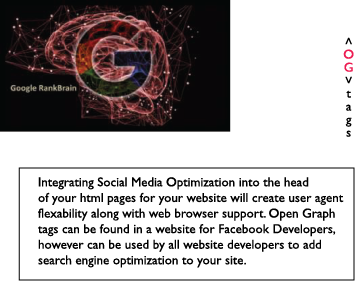 Google RankBrain
<OG>tags
Integrating Social Media Optimization into the head
of your html pages for your website will create user agent
flexability along with web browser support. Open Graph
tags can be found in a website for Facebook Developers,
however can be used by all website developers to add
search engine optimization to your site.